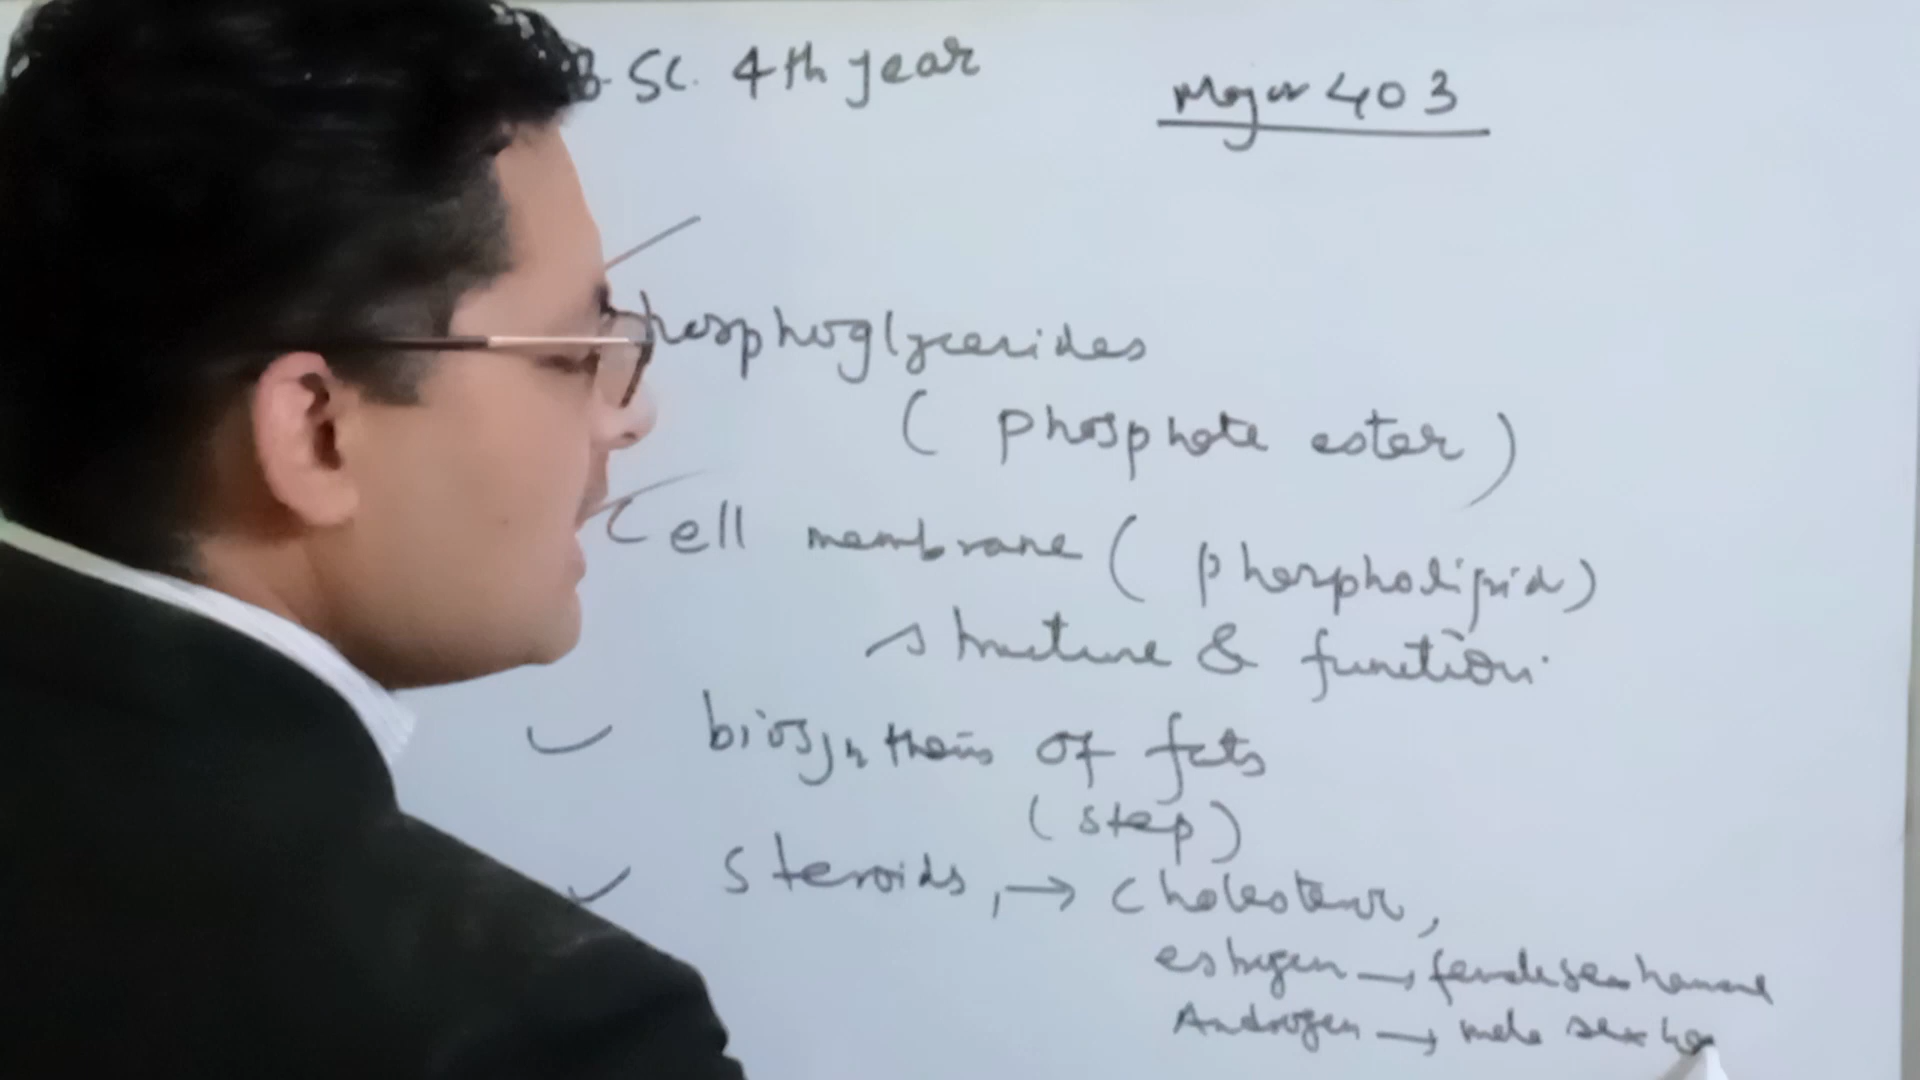 B.Sc. 4th year
Major 403
hosphoglycerides
(phosphate ester)
Cell membrane (phospholipid)
structure & function.
biosynthesis of fats
(step)
steroids, → cholesterol,
estrogen → female sex hormone
Androgen → male sex ho